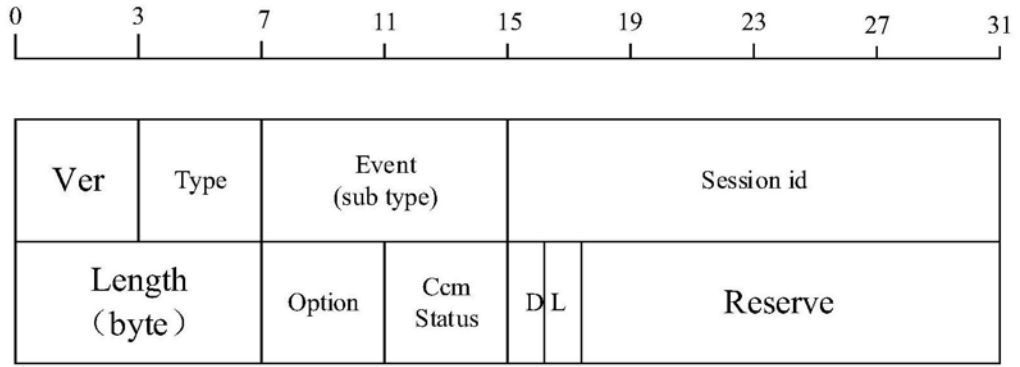 0 3 7 11 15 19 23 27 31
Ver Type Event Session id
(sub type)
Length Option Ccm D L Reserve
（byte） Status